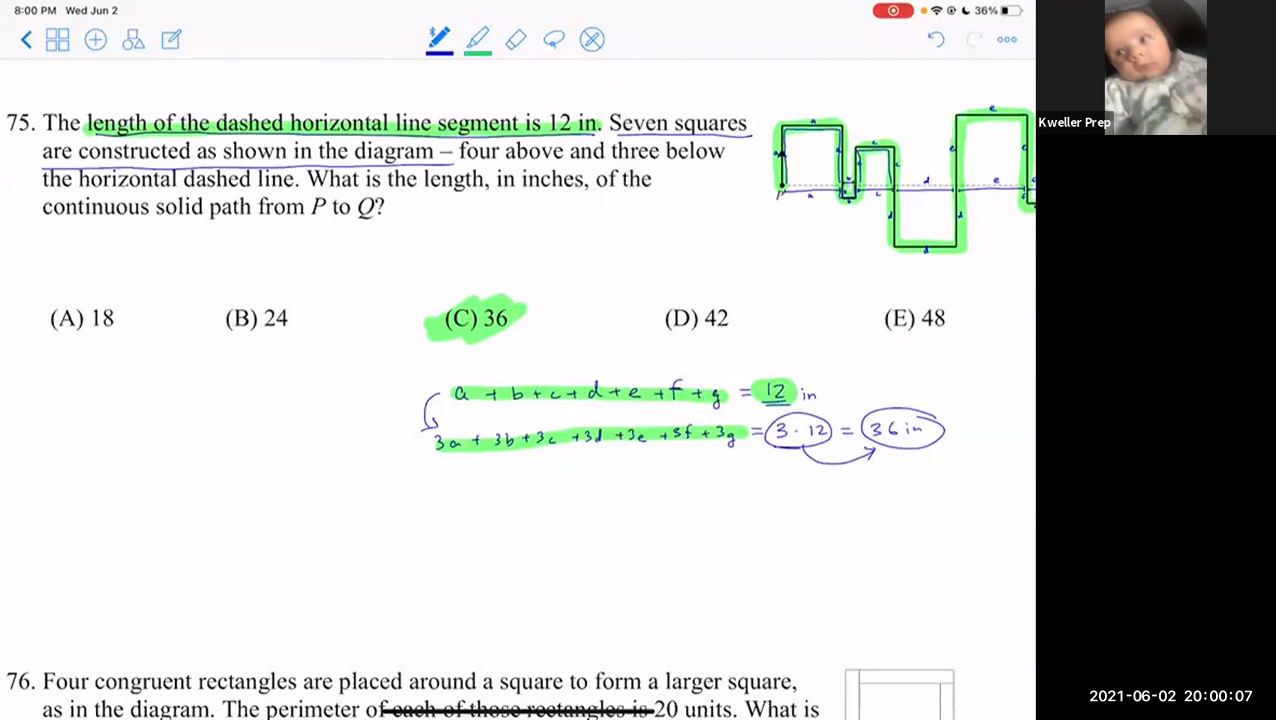 8:00 PM Wed Jun 2
36%
75. The length of the dashed horizontal line segment is 12 in. Seven squares
are constructed as shown in the diagram – four above and three below
the horizontal dashed line. What is the length, in inches, of the
continuous solid path from P to Q?
P
a
a
c
d
d
d
d
e
e
e
e
(A) 18 (B) 24 (C) 36 (D) 42 (E) 48
a + b + c + d + e + f + g = 12 in
3a + 3b + 3c + 3d + 3e + 3f + 3g = 3 · 12 = 36 in
76. Four congruent rectangles are placed around a square to form a larger square,
as in the diagram. The perimeter of each of those rectangles is 20 units. What is
Kweller Prep
2021-06-02 20:00:07